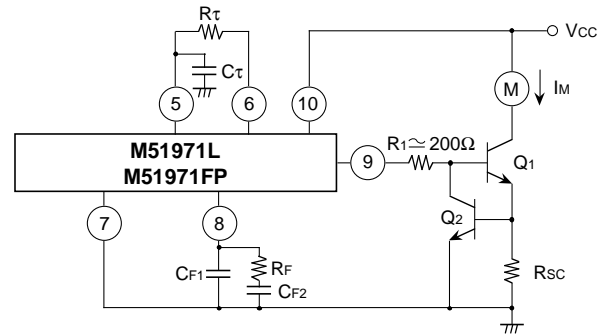 Rτ
Cτ
VCC
5
6
10
M
IM
M51971L
M51971FP
9
R1≃200Ω
Q1
Q2
7
8
CF1
RF
CF2
RSC